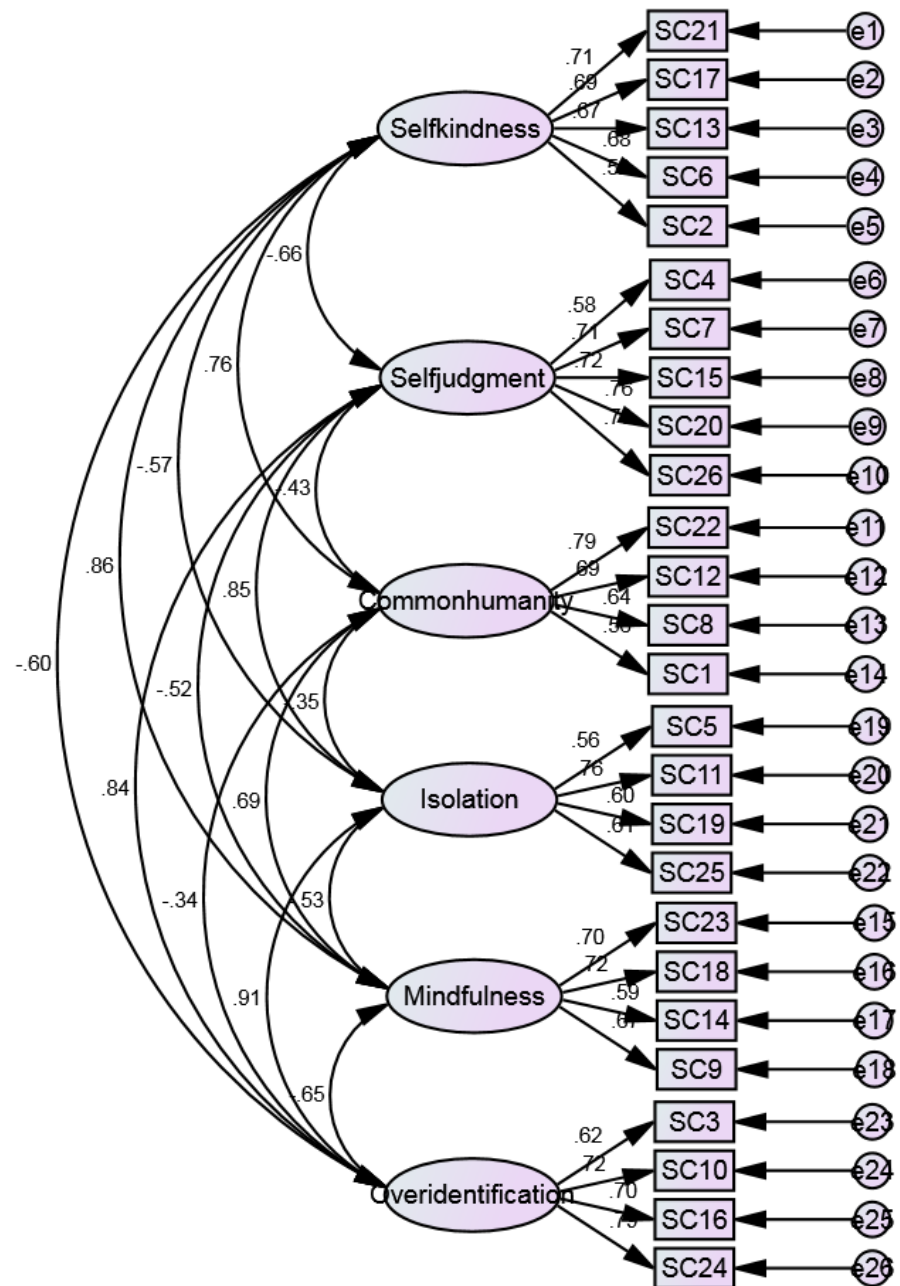 SC21
e1
.71
SC17
e2
.69
.67
Selfkindness
SC13
e3
.68
SC6
e4
SC2
e5
-.66
SC4
e6
.58
SC7
e7
.71
.72
.76
Selfjudgment
SC15
e8
SC20
e9
.76
-.57
SC26
e10
.43
SC22
e11
.79
.69
SC12
e12
.86
.85
.64
Commonhumanity
SC8
e13
SC1
e14
-.60
-.52
.35
SC5
e19
.56
.76
SC11
e20
.84
.69
.60
Isolation
SC19
e21
.61
SC25
e22
-.34
.53
SC23
e15
.70
.72
SC18
e16
.91
.59
Mindfulness
SC14
e17
.67
SC9
e18
-.65
SC3
e23
.62
.72
SC10
e24
.70
Overidentification
SC16
e25
.79
SC24
e26